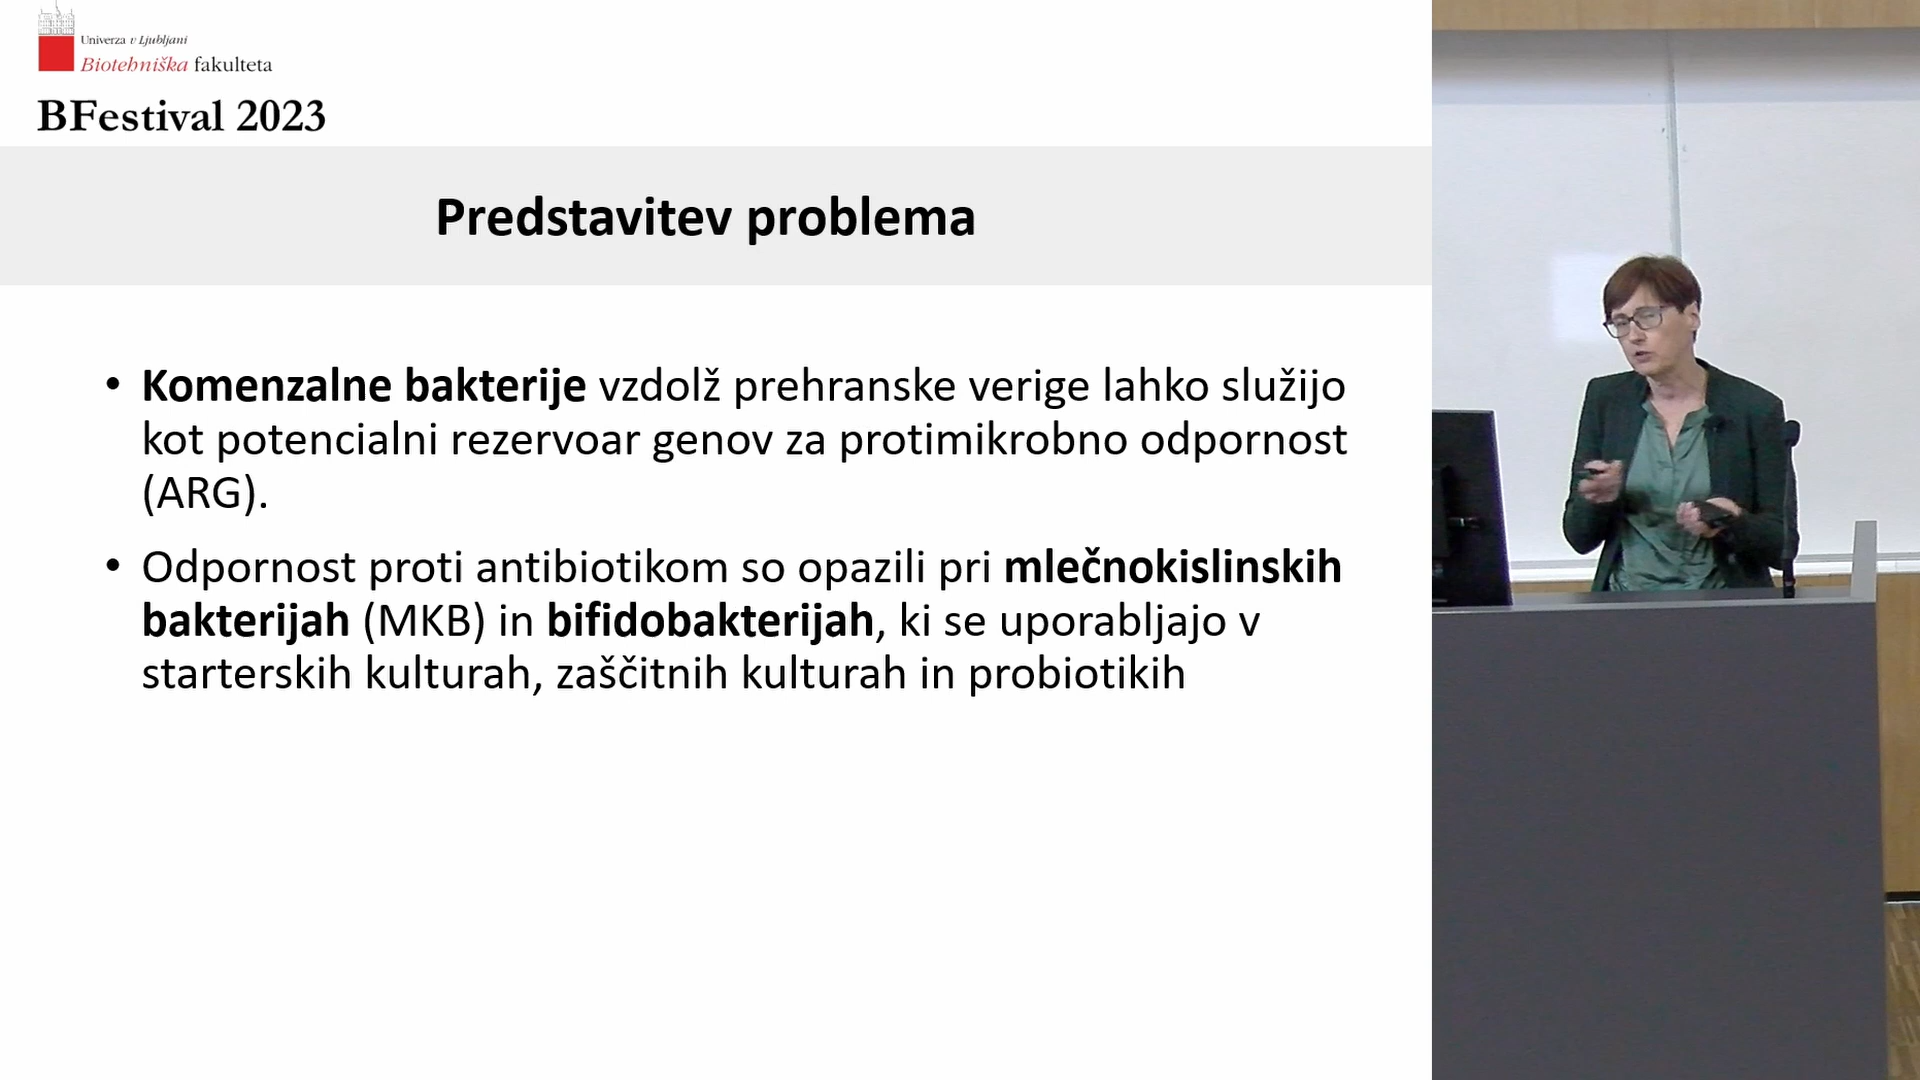 Univerza v Ljubljani
Biotehniška fakulteta
BFestival 2023
Predstavitev problema
• Komenzalne bakterije vzdolž prehranske verige lahko služijo
kot potencialni rezervoar genov za protimikrobno odpornost
(ARG).
• Odpornost proti antibiotikom so opazili pri mlečnokislinskih
bakterijah (MKB) in bifidobakterijah, ki se uporabljajo v
starterskih kulturah, zaščitnih kulturah in probiotikih